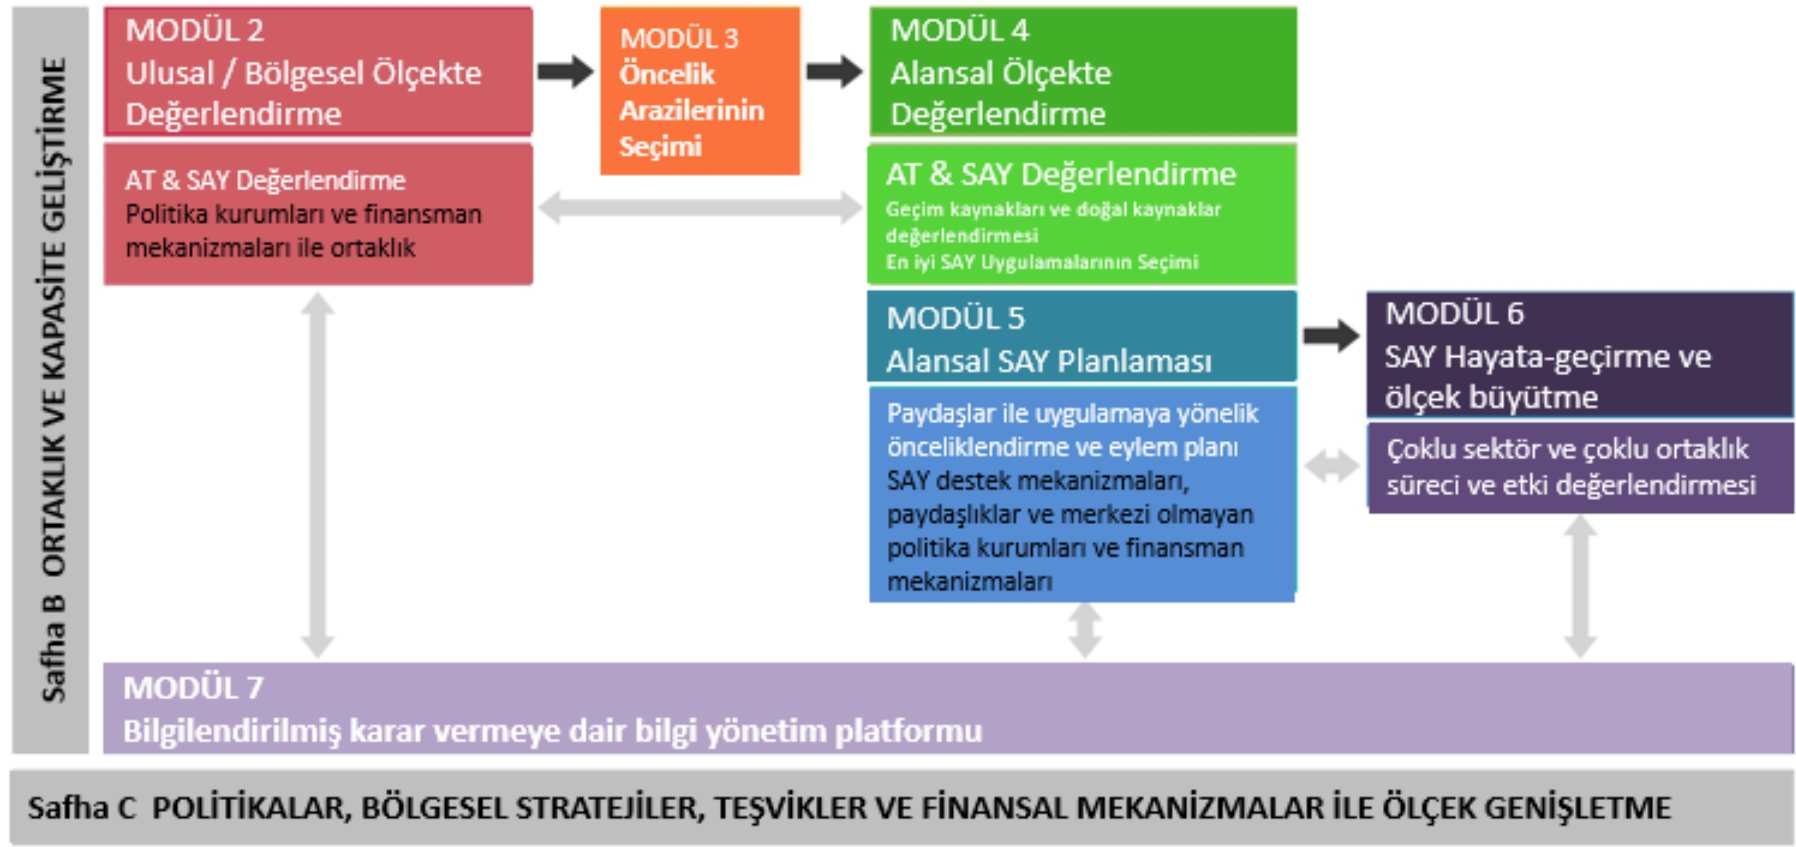 Safha B ORTAKLIK VE KAPASİTE GELİŞTİRME
MODÜL 2
Ulusal / Bölgesel Ölçekte
Değerlendirme
AT & SAY Değerlendirme
Politika kurumları ve finansman
mekanizmaları ile ortaklık
MODÜL 3
Öncelik
Arazilerinin
Seçimi
MODÜL 4
Alansal Ölçekte
Değerlendirme
AT & SAY Değerlendirme
Geçim kaynakları ve doğal kaynaklar
değerlendirmesi
En iyi SAY Uygulamalarının Seçimi
MODÜL 5
Alansal SAY Planlaması
Paydaşlar ile uygulamaya yönelik
önceliklendirme ve eylem planı
SAY destek mekanizmaları,
paydaşlıklar ve merkezi olmayan
politika kurumları ve finansman
mekanizmaları
MODÜL 6
SAY Hayata-geçirme ve
ölçek büyütme
Çoklu sektör ve çoklu ortaklık
süreci ve etki değerlendirmesi
MODÜL 7
Bilgilendirilmiş karar vermeye dair bilgi yönetim platformu
Safha C POLİTİKALAR, BÖLGESEL STRATEJİLER, TEŞVİKLER VE FİNANSAL MEKANİZMALAR İLE ÖLÇEK GENİŞLETME